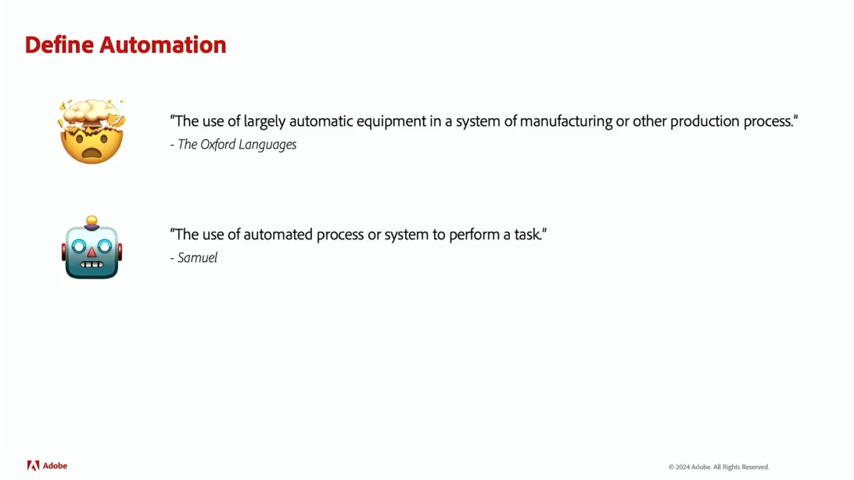 Define Automation
“The use of largely automatic equipment in a system of manufacturing or other production process.”
- The Oxford Languages
“The use of automated process or system to perform a task.”
- Samuel
Adobe
© 2024 Adobe. All Rights Reserved.